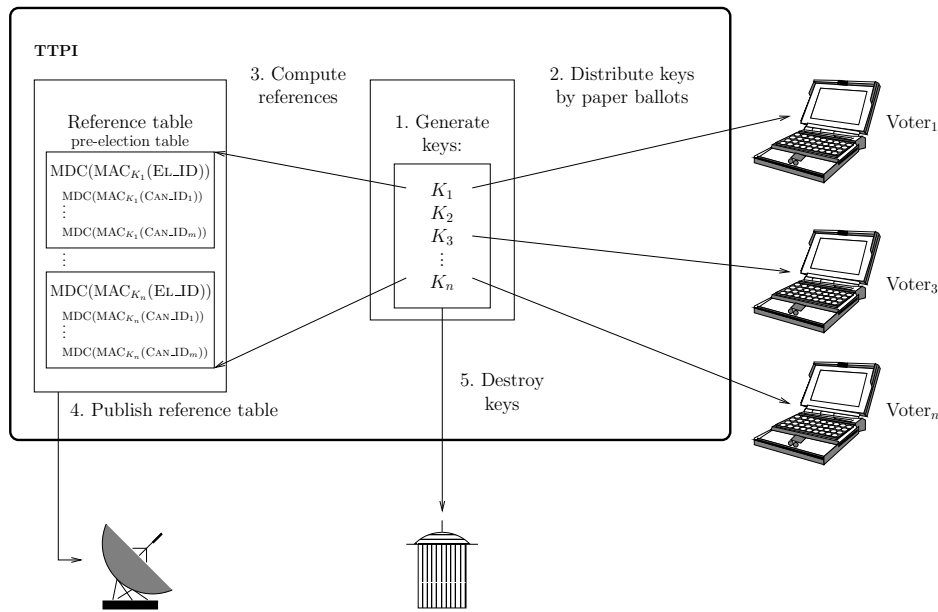 TTPI
3. Compute
references
2. Distribute keys
by paper ballots
Reference table
pre-election table
MDC(MAC_{K_1}(EL_ID))
MDC(MAC_{K_1}(CAN_ID_1))
⋮
MDC(MAC_{K_1}(CAN_ID_m))
⋮
MDC(MAC_{K_n}(EL_ID))
MDC(MAC_{K_n}(CAN_ID_1))
⋮
MDC(MAC_{K_n}(CAN_ID_m))
1. Generate
keys:
K_1
K_2
K_3
⋮
K_n
Voter_1
Voter_3
Voter_n
4. Publish reference table
5. Destroy
keys